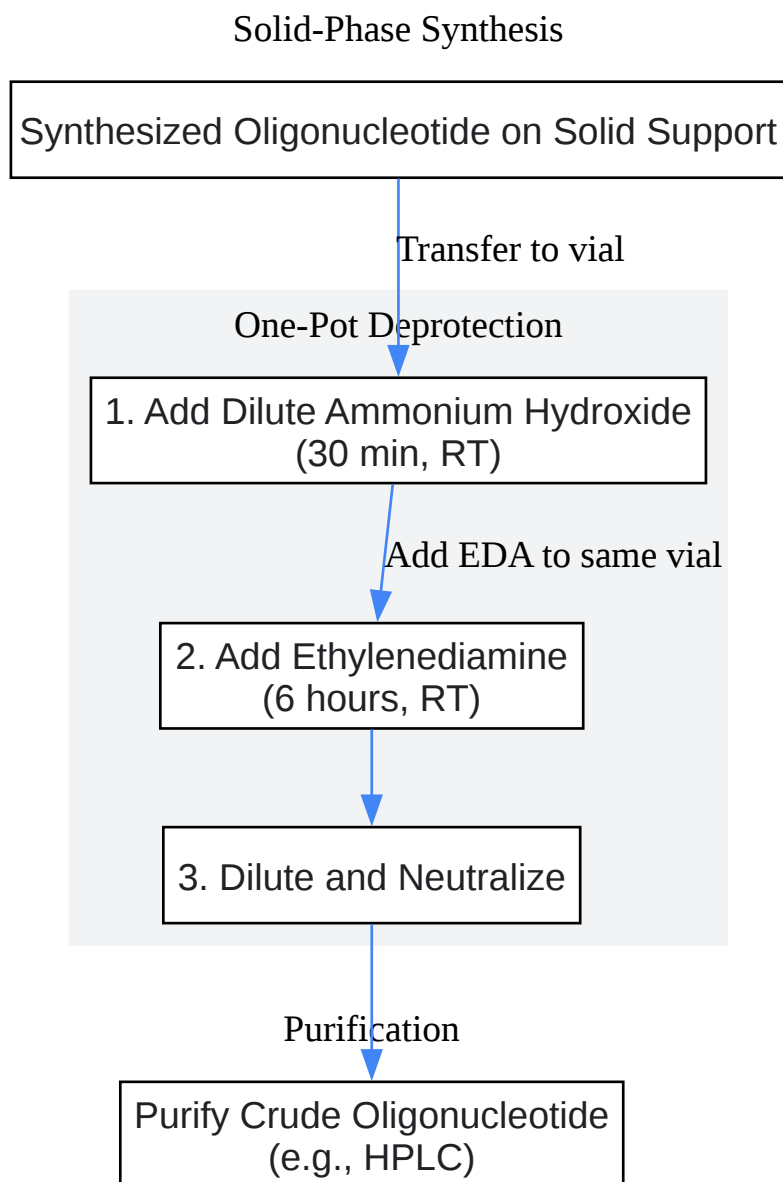 Solid-Phase Synthesis
Synthesized Oligonucleotide on Solid Support
Transfer to vial
One-Pot Deprotection
1. Add Dilute Ammonium Hydroxide
(30 min, RT)
Add EDA to same vial
2. Add Ethylenediamine
(6 hours, RT)
3. Dilute and Neutralize
Purification
Purify Crude Oligonucleotide
(e.g., HPLC)